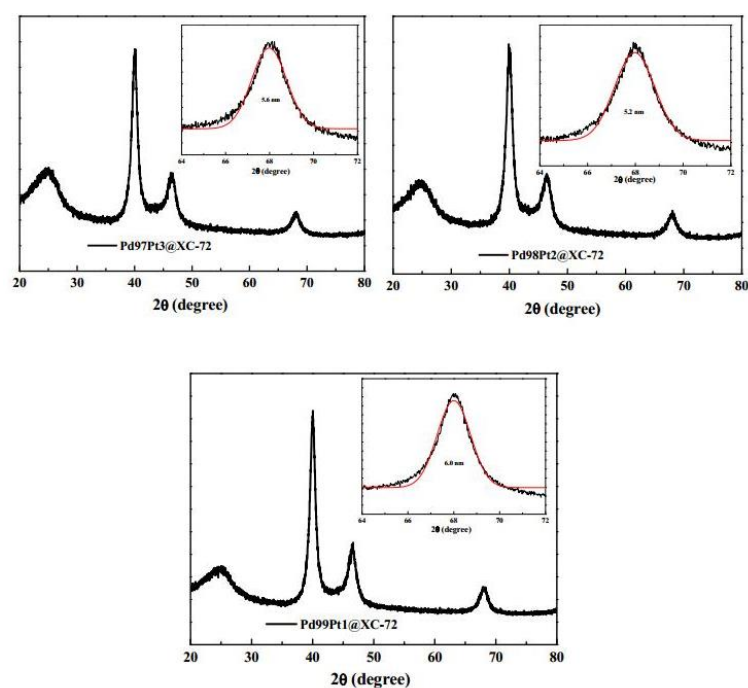 5.6 nm
64 66 68 70 72
2θ (degree)
Pd97Pt3@XC-72
20 30 40 50 60 70 80
2θ (degree)
5.2 nm
64 66 68 70 72
2θ (degree)
Pd98Pt2@XC-72
20 30 40 50 60 70 80
2θ (degree)
6.0 nm
64 66 68 70 72
2θ (degree)
Pd99Pt1@XC-72
20 30 40 50 60 70 80
2θ (degree)